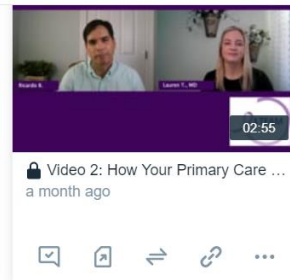 Ricardo B.
Lauren T., MD
02:55
Video 2: How Your Primary Care ...
a month ago